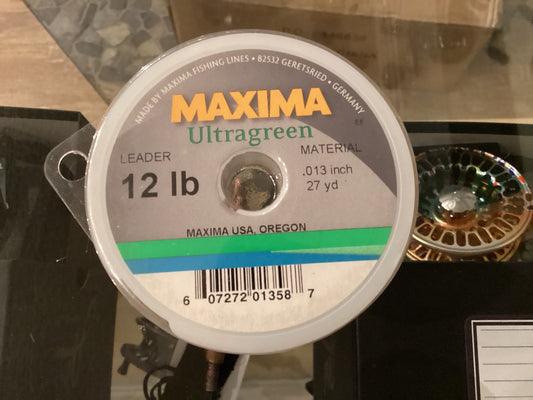 MADE BY MAXIMA FISHING LINES • 82532 GERETSRIED • GERMANY
MAXIMA
Ultragreen
LEADER
MATERIAL
12 lb
.013 inch
27 yd
MAXIMA USA, OREGON
6 07272 01358 7